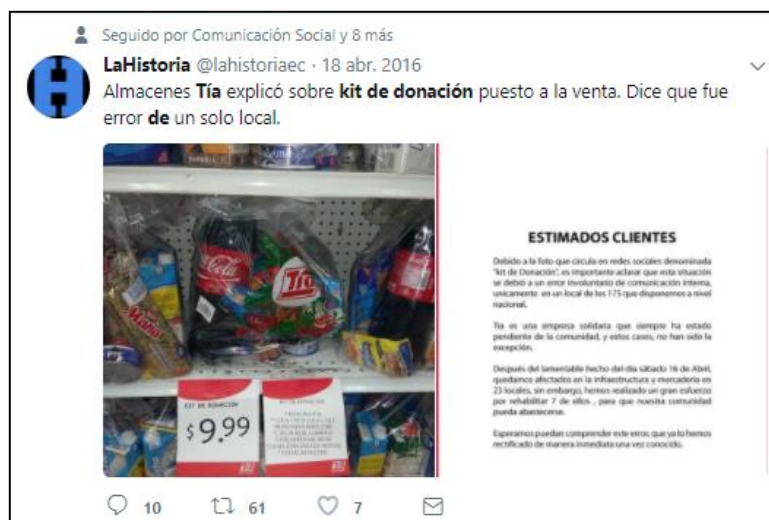 Seguido por Comunicación Social y 8 más
LaHistoria @lahistoriaec · 18 abr. 2016
Almacenes Tía explicó sobre kit de donación puesto a la venta. Dice que fue
error de un solo local.
Coca-Cola
Tía
KIT DE DONACION
$9.99
KIT DE DONACION
ESTIMADOS CLIENTES
Debido a la foto que circula en redes sociales denominada
"kit de Donación", es importante aclarar que esta situación
se debió a un error involuntario de comunicación interna,
unicamente en un local de los 175 que disponemos a nivel
nacional.
Tía es una empresa solidaria que siempre ha estado
pendiente de la comunidad, y estos casos, no han sido la
excepción.
Después del lamentable hecho del día sábado 16 de Abril,
quedamos afectados en la infraestructura y mercadería en
23 locales, sin embargo, hemos realizado un gran esfuerzo
por rehabilitar 7 de ellos , para que nuestra comunidad
pueda abastecerse.
Esperamos puedan comprender este error, que ya lo hemos
rectificado de manera inmediata una vez conocido.
10 61 7